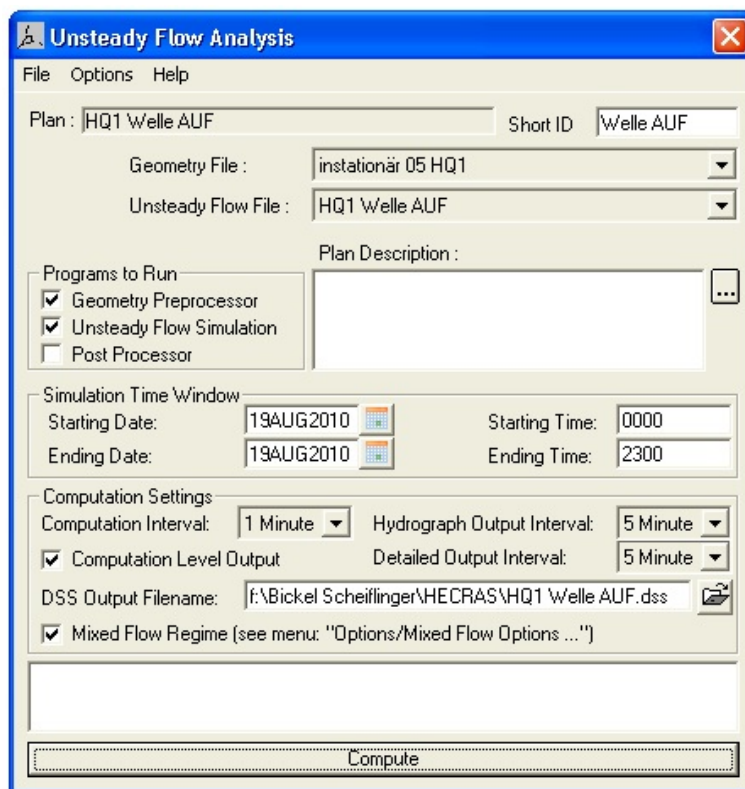 Unsteady Flow Analysis
File Options Help
Plan : HQ1 Welle AUF Short ID Welle AUF
Geometry File : instationär 05 HQ1
Unsteady Flow File : HQ1 Welle AUF
Plan Description :
Programs to Run
Geometry Preprocessor
...
Unsteady Flow Simulation
Post Processor
Simulation Time Window
Starting Date: 19AUG2010 Starting Time: 0000
Ending Date: 19AUG2010 Ending Time: 2300
Computation Settings
Computation Interval: 1 Minute Hydrograph Output Interval: 5 Minute
Computation Level Output Detailed Output Interval: 5 Minute
DSS Output Filename: f:\Bickel Scheiflinger\HECRAS\HQ1 Welle AUF.dss
Mixed Flow Regime (see menu: "Options/Mixed Flow Options ...")
Compute